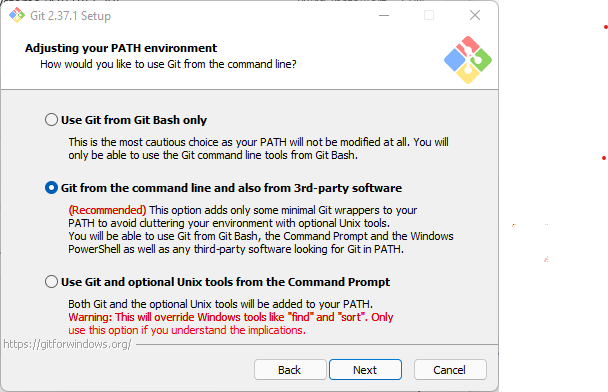 Git 2.37.1 Setup
Adjusting your PATH environment
How would you like to use Git from the command line?
Use Git from Git Bash only
This is the most cautious choice as your PATH will not be modified at all. You will
only be able to use the Git command line tools from Git Bash.
Git from the command line and also from 3rd-party software
(Recommended) This option adds only some minimal Git wrappers to your
PATH to avoid cluttering your environment with optional Unix tools.
You will be able to use Git from Git Bash, the Command Prompt and the Windows
PowerShell as well as any third-party software looking for Git in PATH.
Use Git and optional Unix tools from the Command Prompt
Both Git and the optional Unix tools will be added to your PATH.
Warning: This will override Windows tools like "find" and "sort". Only
use this option if you understand the implications.
https://gitforwindows.org/
Back
Next
Cancel